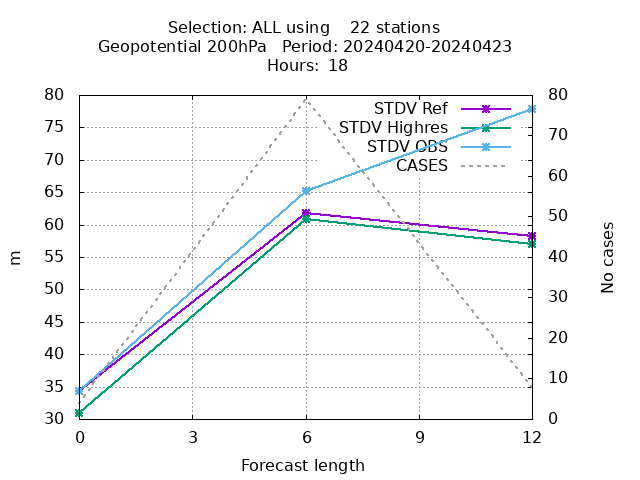 Selection: ALL using 22 stations
Geopotential 200hPa Period: 20240420-20240423
Hours: 18
80
75
70
65
60
55
50
45
40
35
30
m
STDV Ref
STDV Highres
STDV OBS
CASES
80
70
60
50
40
30
20
10
0
No cases
0 3 6 9 12
Forecast length